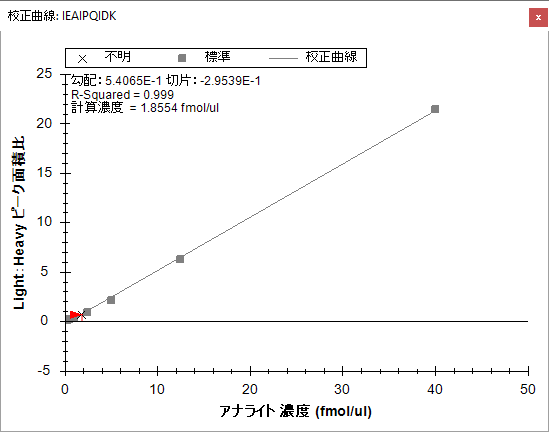 校正曲線: IEAIPQIDK
x
不明 標準 校正曲線
勾配: 5.4065E-1 切片: -2.9539E-1
R-Squared = 0.999
計算濃度 = 1.8554 fmol/ul
25
20
15
10
5
0
-5
Light:Heavy ピーク面積比
0 10 20 30 40 50
アナライト 濃度 (fmol/ul)